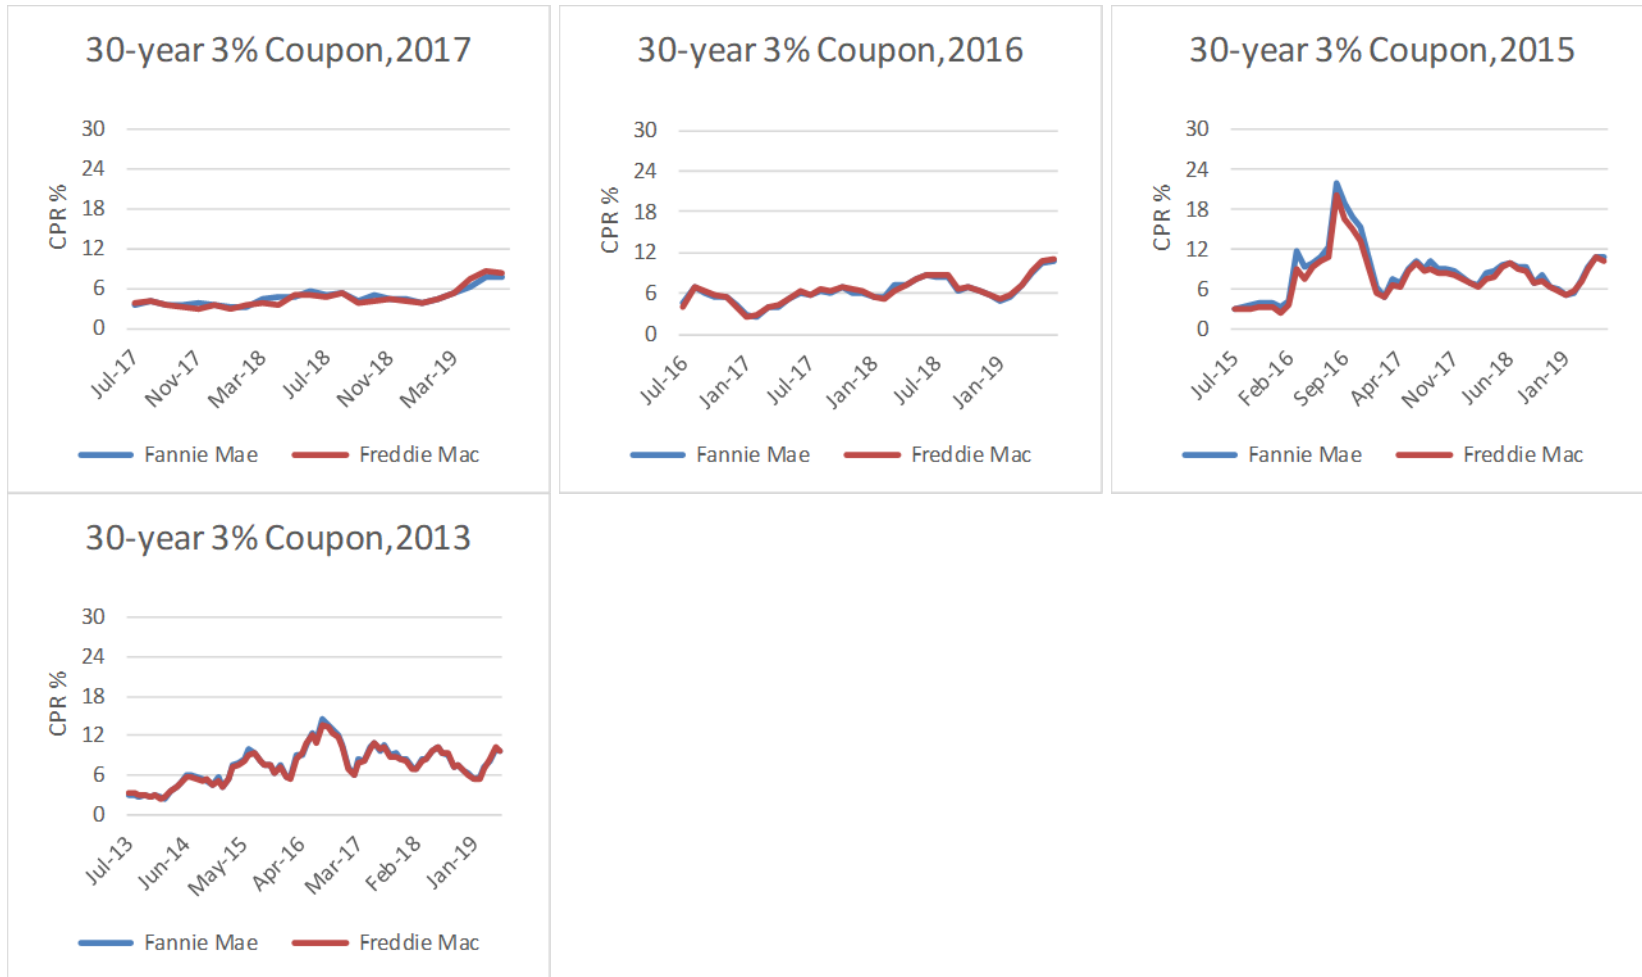 30-year 3% Coupon,2017
CPR %
30
24
18
12
6
0
Jul-17
Nov-17
Mar-18
Jul-18
Nov-18
Mar-19
Fannie Mae
Freddie Mac
30-year 3% Coupon,2016
CPR %
30
24
18
12
6
0
Jul-16
Jan-17
Jul-17
Jan-18
Jul-18
Jan-19
Fannie Mae
Freddie Mac
30-year 3% Coupon,2015
CPR %
30
24
18
12
6
0
Jul-15
Feb-16
Sep-16
Apr-17
Nov-17
Jun-18
Jan-19
Fannie Mae
Freddie Mac
30-year 3% Coupon,2013
CPR %
30
24
18
12
6
0
Jul-13
Jun-14
May-15
Apr-16
Mar-17
Feb-18
Jan-19
Fannie Mae
Freddie Mac